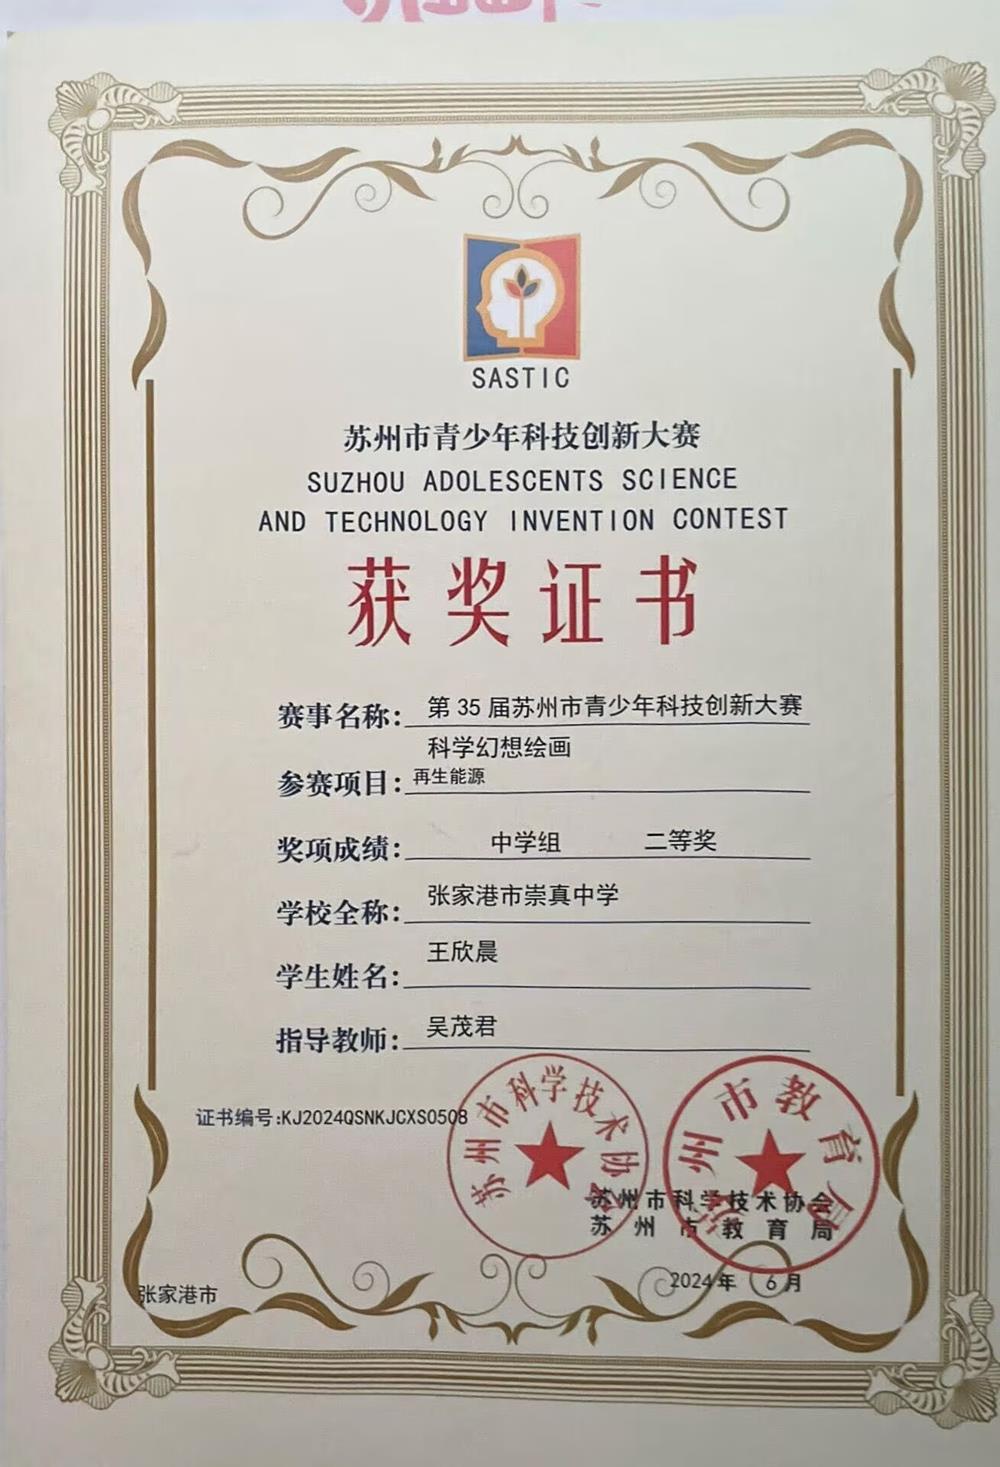 SASTIC
苏州市青少年科技创新大赛
SUZHOU ADOLESCENTS SCIENCE
AND TECHNOLOGY INVENTION CONTEST
获奖证书
赛事名称：第 35 届苏州市青少年科技创新大赛
科学幻想绘画
参赛项目：再生能源
奖项成绩：中学组 二等奖
学校全称：张家港市崇真中学
学生姓名：王欣晨
指导教师：吴茂君
证书编号:KJ2024QSNKJCXS0508
苏州市科学技术协会
苏州市教育局
苏州市科学技术协会
苏州市教育局
2024年 6月
张家港市